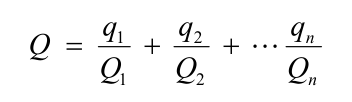 Q = q₁/Q₁ + q₂/Q₂ + ⋯ qₙ/Qₙ